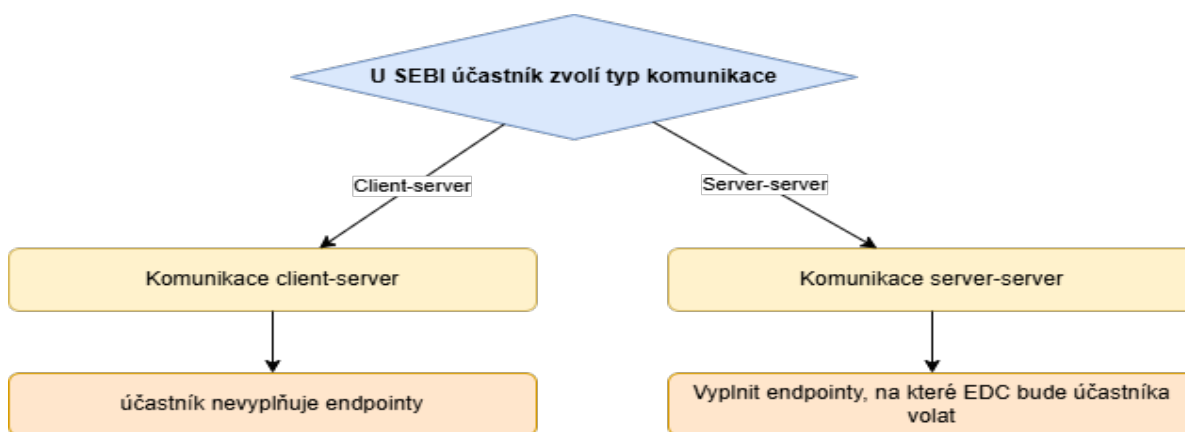 U SEBI účastník zvolí typ komunikace
Client-server
Server-server
Komunikace client-server
Komunikace server-server
účastník nevyplňuje endpointy
Vyplnit endpointy, na které EDC bude účastníka
volat